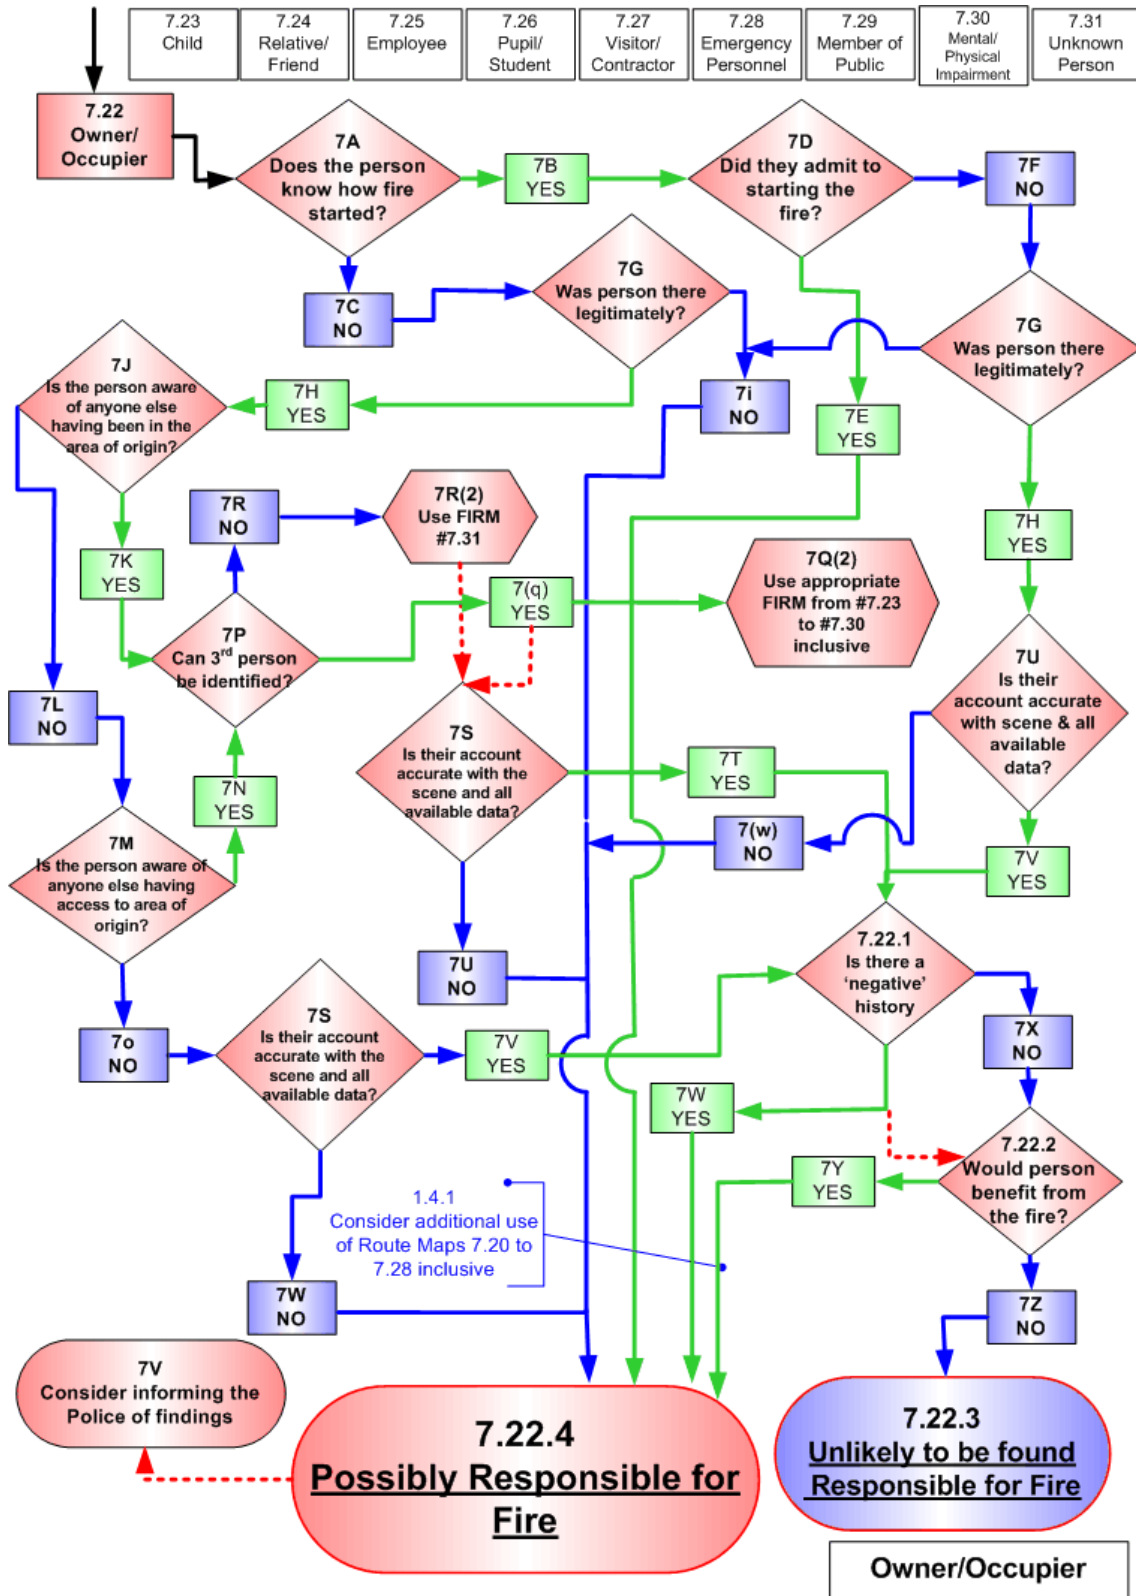 7.23
Child
7.24
Relative/
Friend
7.25
Employee
7.26
Pupil/
Student
7.27
Visitor/
Contractor
7.28
Emergency
Personnel
7.29
Member of
Public
7.30
Mental/
Physical
Impairment
7.31
Unknown
Person
7.22
Owner/
Occupier
7A
Does the person
know how fire
started?
7B
YES
7D
Did they admit to
starting the
fire?
7F
NO
7C
NO
7G
Was person there
legitimately?
7G
Was person there
legitimately?
7J
Is the person aware
of anyone else
having been in the
area of origin?
7H
YES
7i
NO
7E
YES
7R
NO
7R(2)
Use FIRM
#7.31
7H
YES
7K
YES
7(q)
YES
7Q(2)
Use appropriate
FIRM from #7.23
to #7.30
inclusive
7P
Can 3rd person
be identified?
7U
Is their
account accurate
with scene & all
available
data?
7L
NO
7S
Is their account
accurate with the
scene and all
available data?
7T
YES
7N
YES
7(w)
NO
7M
Is the person aware of
anyone else having
access to area of
origin?
7V
YES
7.22.1
Is there a
‘negative’
history
7U
NO
7o
NO
7S
Is their account
accurate with the
scene and all
available data?
7V
YES
7X
NO
7W
YES
7.22.2
Would person
benefit from
the fire?
7Y
YES
1.4.1
Consider additional use
of Route Maps 7.20 to
7.28 inclusive
7W
NO
7Z
NO
7V
Consider informing the
Police of findings
7.22.4
Possibly Responsible for
Fire
7.22.3
Unlikely to be found
Responsible for Fire
Owner/Occupier